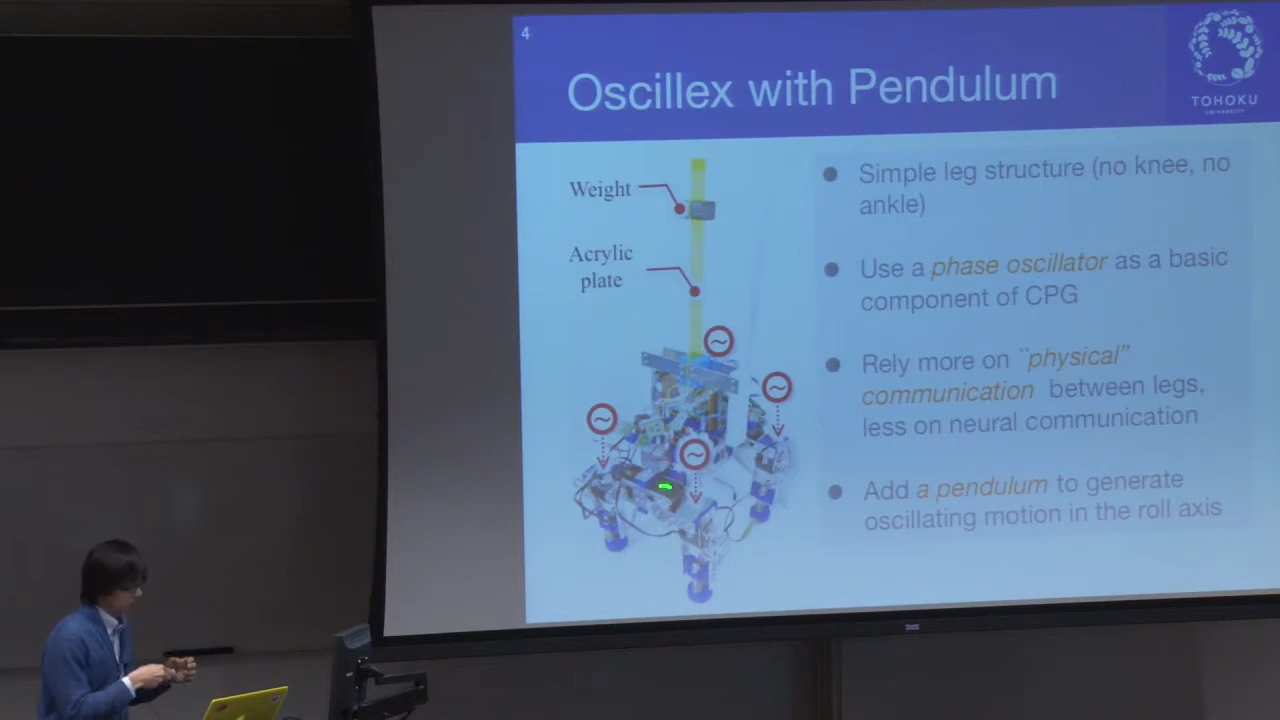 4
Oscillex with Pendulum
TOHOKU
UNIVERSITY
Weight
Acrylic
plate
● Simple leg structure (no knee, no
ankle)
● Use a phase oscillator as a basic
component of CPG
● Rely more on ``physical”
communication between legs,
less on neural communication
● Add a pendulum to generate
oscillating motion in the roll axis